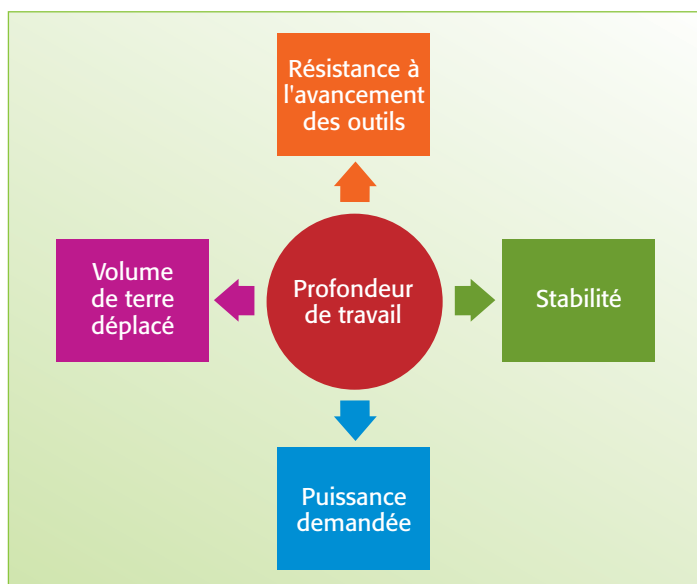 Résistance à
l'avancement
des outils
Volume
de terre
déplacé
Profondeur
de travail
Stabilité
Puissance
demandée